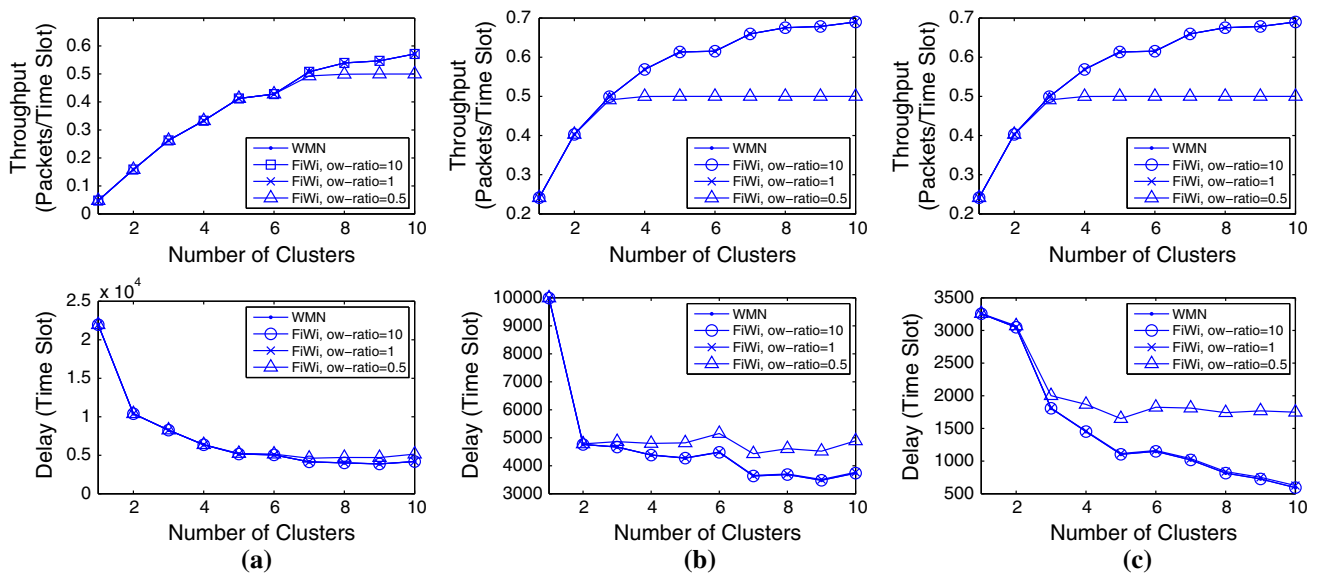 Throughput
(Packets/Time Slot)
0.6
0.5
0.4
0.3
0.2
0.1
0
2
4
6
8
10
Number of Clusters
WMN
FiWi, ow-ratio=10
FiWi, ow-ratio=1
FiWi, ow-ratio=0.5
Throughput
(Packets/Time Slot)
0.7
0.6
0.5
0.4
0.3
0.2
2
4
6
8
10
Number of Clusters
WMN
FiWi, ow-ratio=10
FiWi, ow-ratio=1
FiWi, ow-ratio=0.5
Throughput
(Packets/Time Slot)
0.7
0.6
0.5
0.4
0.3
0.2
2
4
6
8
10
Number of Clusters
WMN
FiWi, ow-ratio=10
FiWi, ow-ratio=1
FiWi, ow-ratio=0.5
Delay (Time Slot)
x 10^4
2.5
2
1.5
1
0.5
0
2
4
6
8
10
Number of Clusters
WMN
FiWi, ow-ratio=10
FiWi, ow-ratio=1
FiWi, ow-ratio=0.5
(a)
Delay (Time Slot)
10000
9000
8000
7000
6000
5000
4000
3000
2
4
6
8
10
Number of Clusters
WMN
FiWi, ow-ratio=10
FiWi, ow-ratio=1
FiWi, ow-ratio=0.5
(b)
Delay (Time Slot)
3500
3000
2500
2000
1500
1000
500
2
4
6
8
10
Number of Clusters
WMN
FiWi, ow-ratio=10
FiWi, ow-ratio=1
FiWi, ow-ratio=0.5
(c)